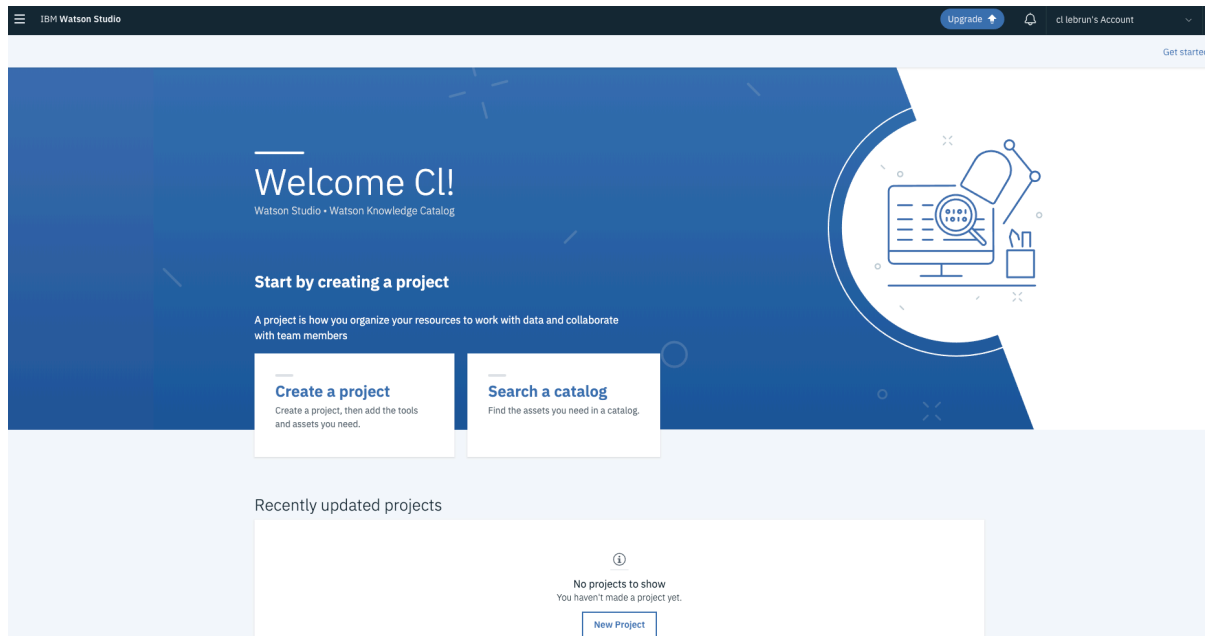 IBM Watson Studio
Upgrade
cl lebrun's Account
Get started
Welcome Cl!
Watson Studio • Watson Knowledge Catalog
0101
1010
Start by creating a project
A project is how you organize your resources to work with data and collaborate
with team members
Create a project
Create a project, then add the tools
and assets you need.
Search a catalog
Find the assets you need in a catalog.
Recently updated projects
No projects to show
You haven't made a project yet.
New Project